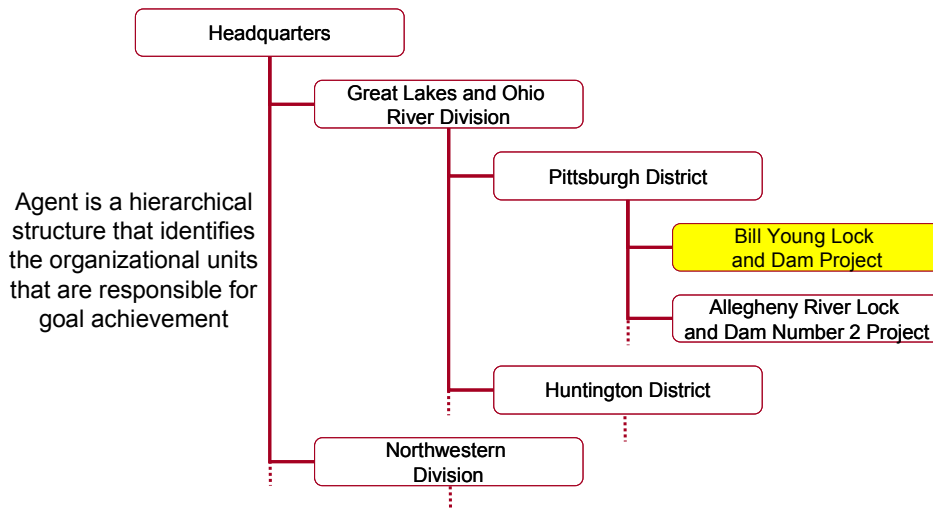 Headquarters
Great Lakes and Ohio
River Division
Pittsburgh District
Agent is a hierarchical
structure that identifies
the organizational units
that are responsible for
goal achievement
Bill Young Lock
and Dam Project
Allegheny River Lock
and Dam Number 2 Project
Huntington District
Northwestern
Division